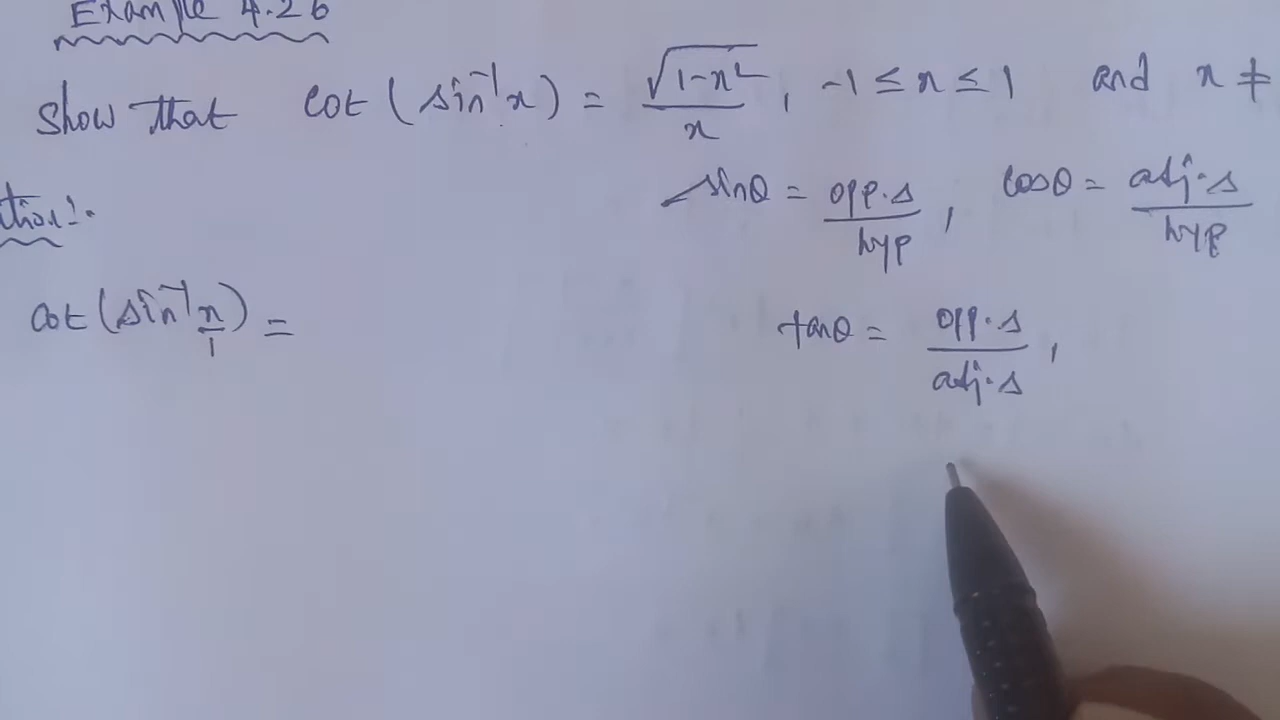 Example 4.26
Show that cot(sin⁻¹x) = √(1-x²)/x, -1 ≤ x ≤ 1 and x ≠
tion:-
sinθ = opp.s/hyp, cosθ = adj.s/hyp
cot(sin⁻¹ x/1) =
tanθ = opp.s/adj.s,